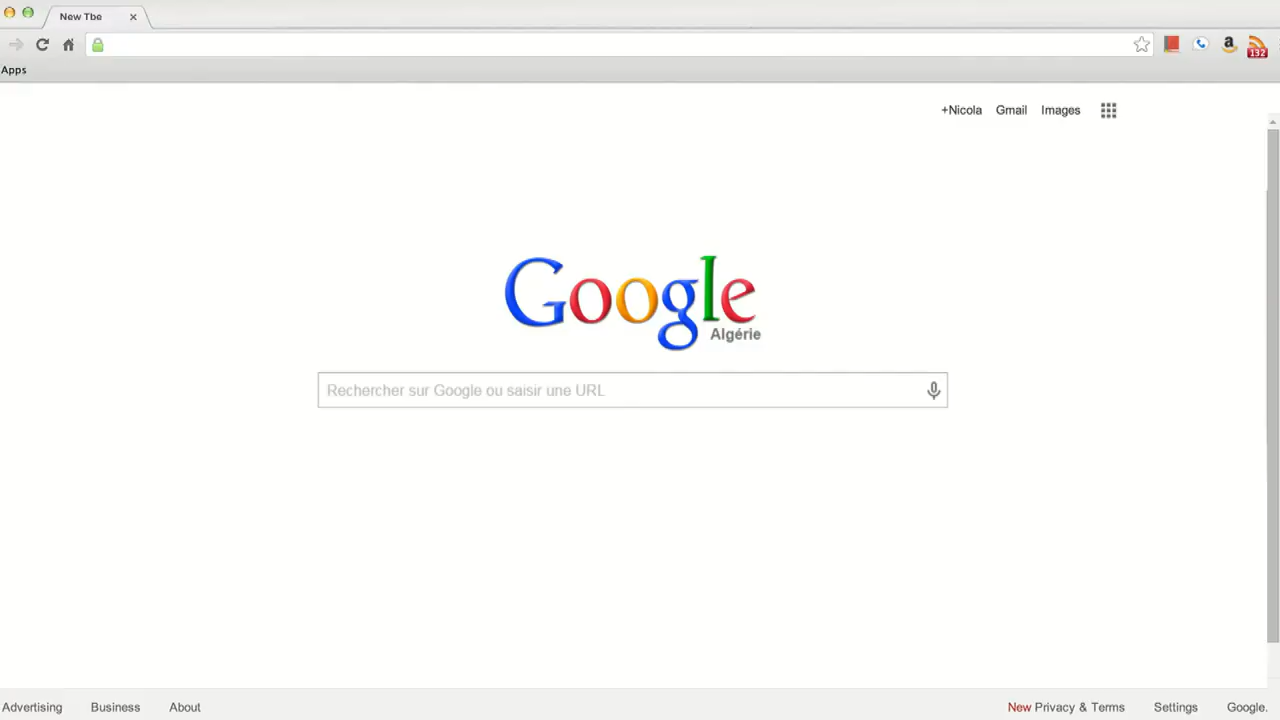 New Tbe
132
Apps
+Nicola Gmail Images
Google
Algérie
Rechercher sur Google ou saisir une URL
Advertising Business About New Privacy & Terms Settings Google.